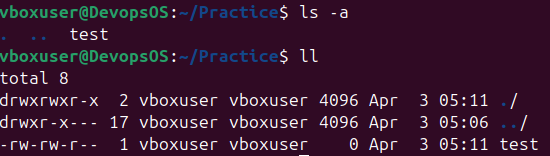 vboxuser@DevopsOS:~/Practice$ ls -a
.  ..  test
vboxuser@DevopsOS:~/Practice$ ll
total 8
drwxrwxr-x  2 vboxuser vboxuser 4096 Apr  3 05:11 ./
drwxr-x--- 17 vboxuser vboxuser 4096 Apr  3 05:06 ../
-rw-rw-r--  1 vboxuser vboxuser    0 Apr  3 05:11 test